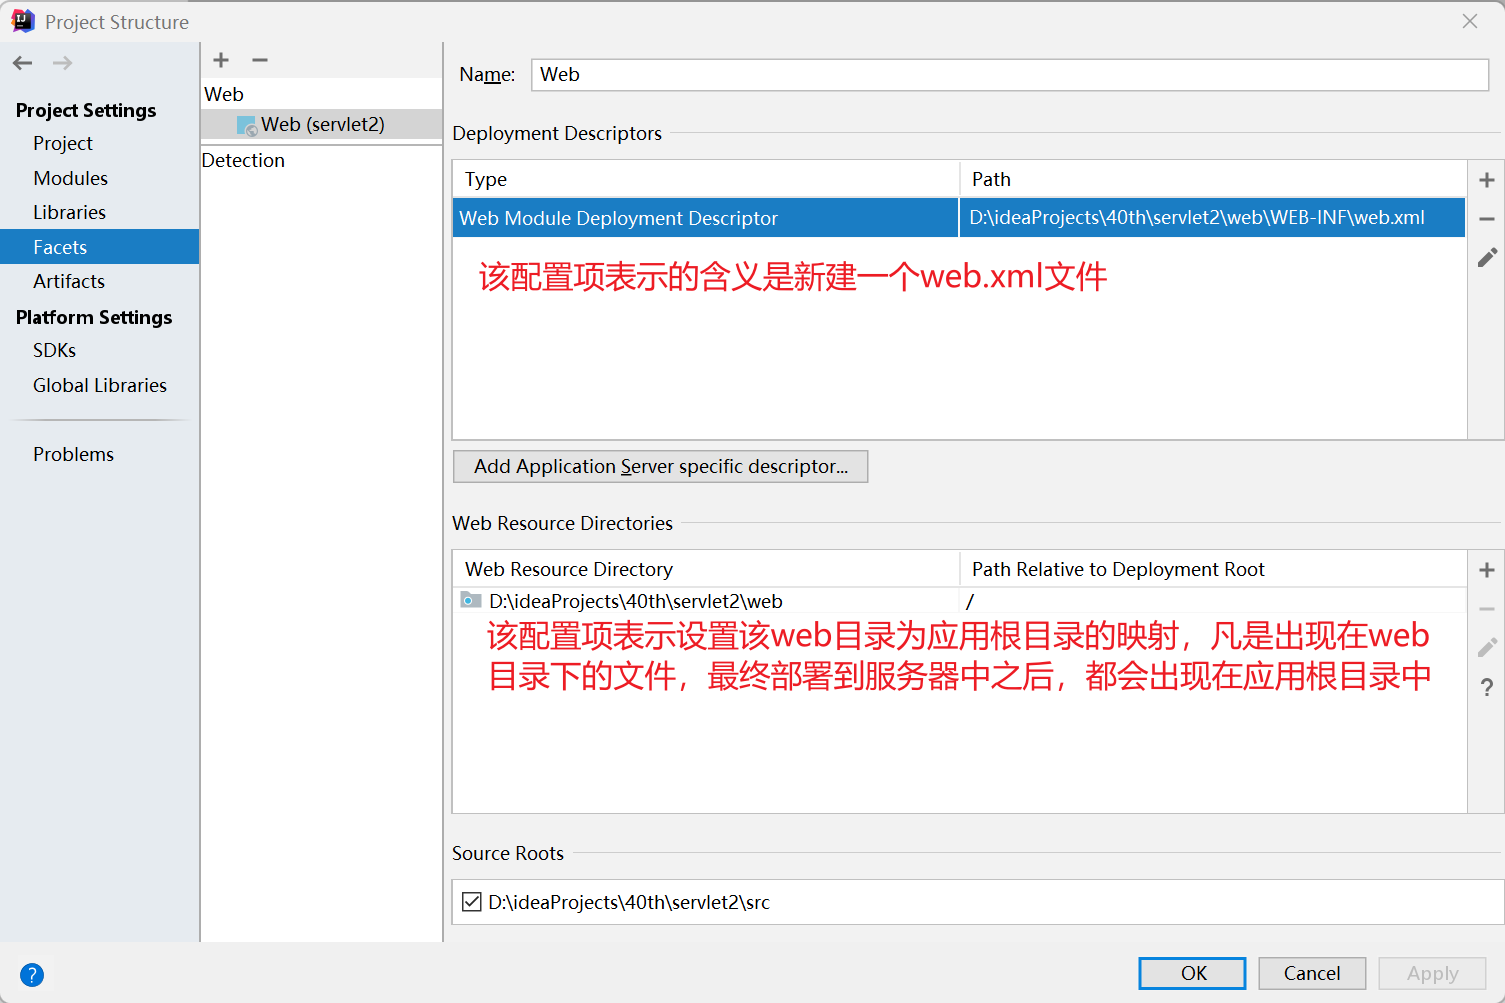 Project Structure
Project Settings
Project
Modules
Libraries
Facets
Artifacts
Platform Settings
SDKs
Global Libraries
Problems
Web
Web (servlet2)
Detection
Name: Web
Deployment Descriptors
Type Path
Web Module Deployment Descriptor D:\ideaProjects\40th\servlet2\web\WEB-INF\web.xml
该配置项表示的含义是新建一个web.xml文件
Add Application Server specific descriptor...
Web Resource Directories
Web Resource Directory Path Relative to Deployment Root
D:\ideaProjects\40th\servlet2\web /
该配置项表示设置该web目录为应用根目录的映射，凡是出现在web
目录下的文件，最终部署到服务器中之后，都会出现在应用根目录中
Source Roots
D:\ideaProjects\40th\servlet2\src
OK Cancel Apply